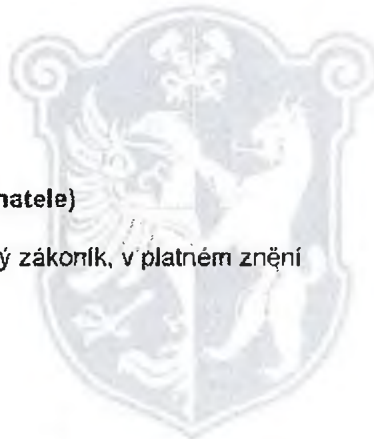 natele)
ý zákoník, v platném znění